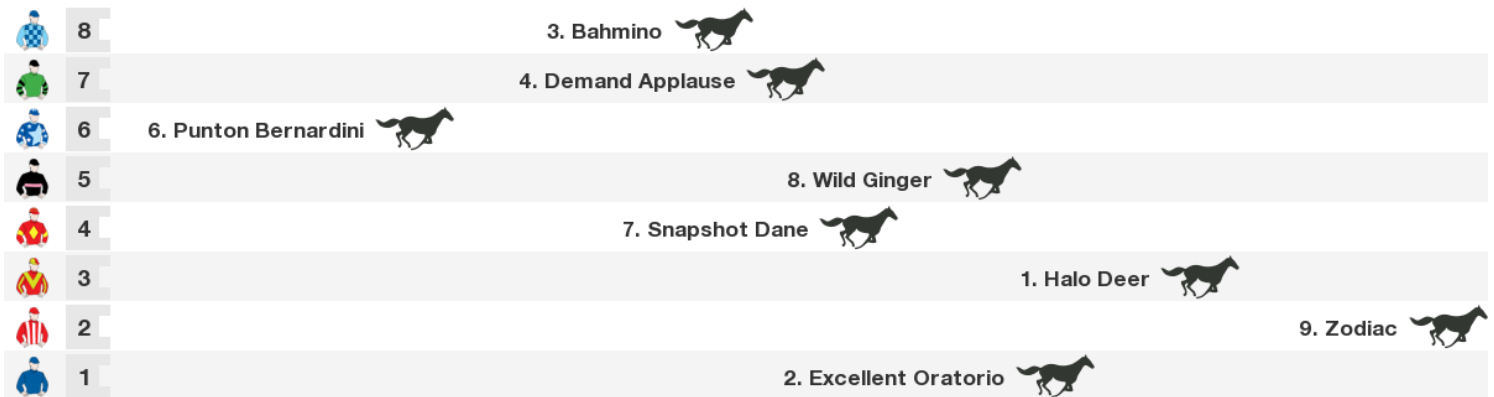 8 3. Bahmino
7 4. Demand Applause
6 6. Punton Bernardini
5 8. Wild Ginger
4 7. Snapshot Dane
3 1. Halo Deer
2 9. Zodiac
1 2. Excellent Oratorio